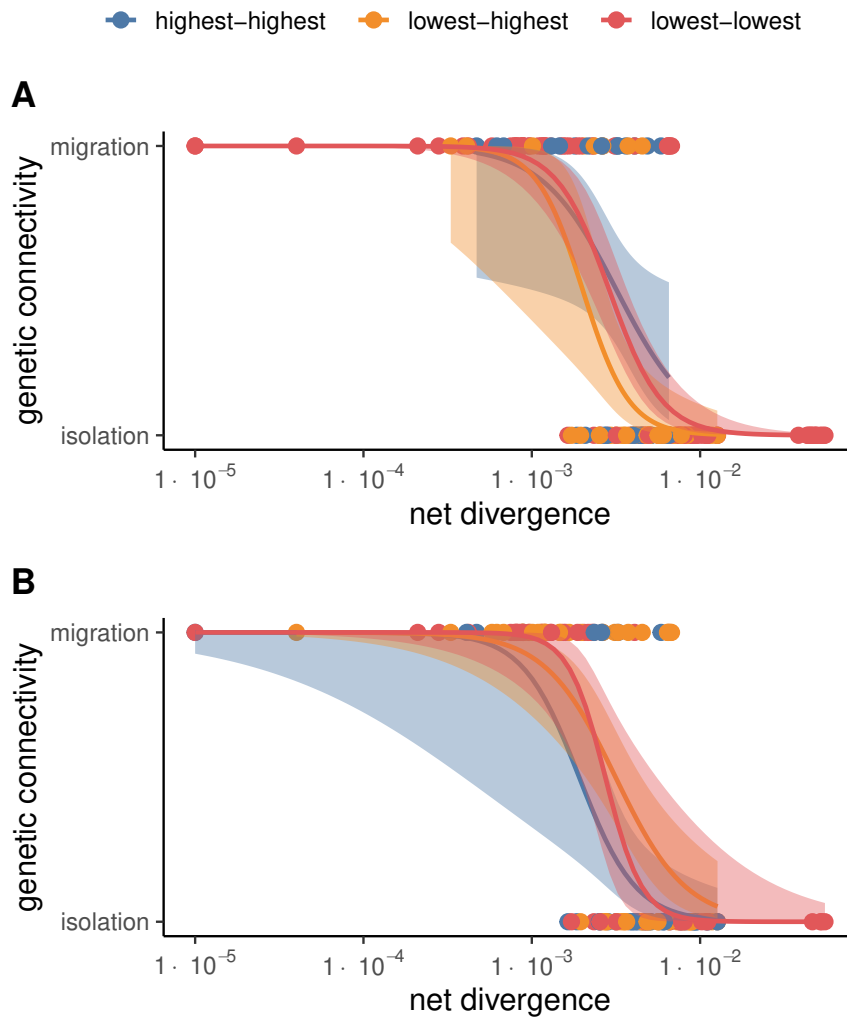 highest−highest lowest−highest lowest−lowest
A
migration
genetic connectivity
isolation
1 · 10⁻⁵ 1 · 10⁻⁴ 1 · 10⁻³ 1 · 10⁻²
net divergence
B
migration
genetic connectivity
isolation
1 · 10⁻⁵ 1 · 10⁻⁴ 1 · 10⁻³ 1 · 10⁻²
net divergence